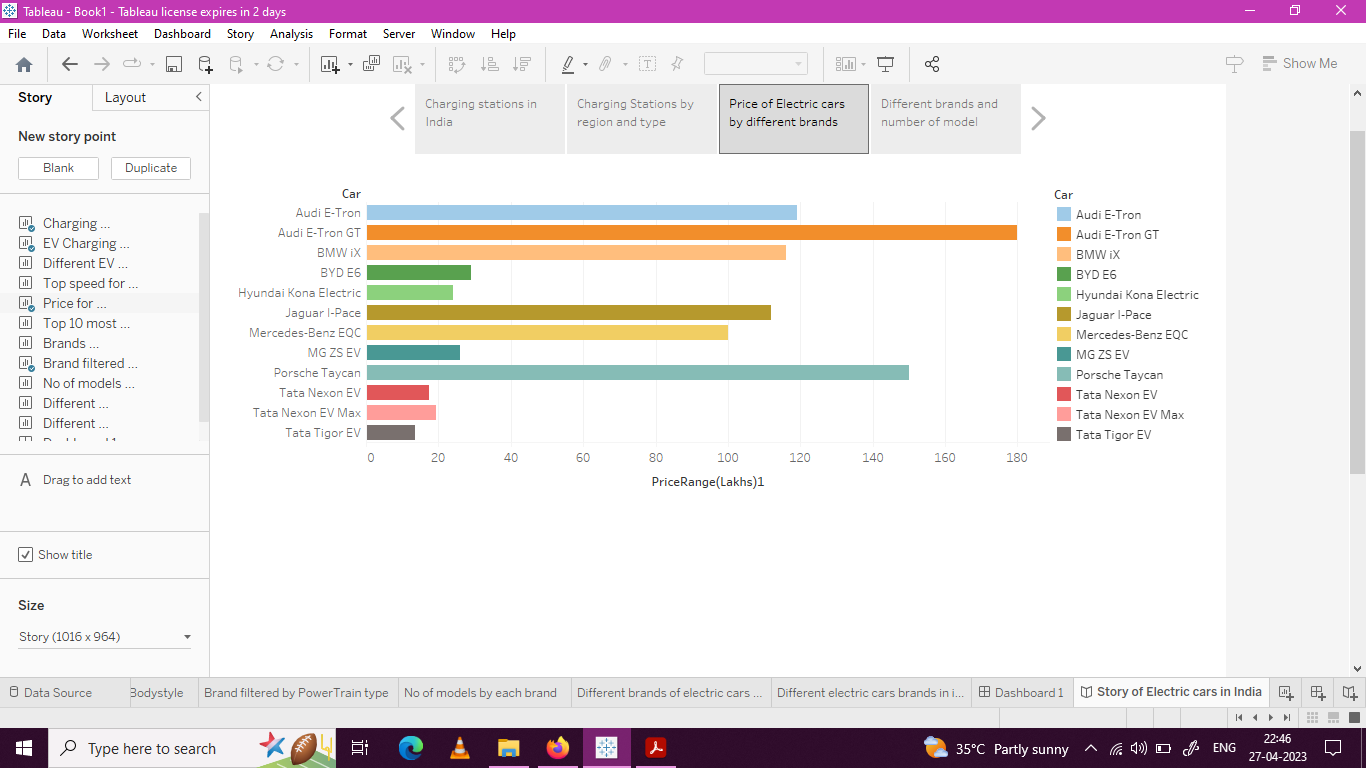 Tableau - Book1 - Tableau license expires in 2 days
File Data Worksheet Dashboard Story Analysis Format Server Window Help
Show Me
Story Layout
New story point
Blank Duplicate
Charging ...
EV Charging ...
Different EV ...
Top speed for ...
Price for ...
Top 10 most ...
Brands ...
Brand filtered ...
No of models ...
Different ...
Different ...
Drag to add text
Show title
Size
Story (1016 x 964)
Charging stations in
India
Charging Stations by
region and type
Price of Electric cars
by different brands
Different brands and
number of model
Car
Audi E-Tron
Audi E-Tron GT
BMW iX
BYD E6
Hyundai Kona Electric
Jaguar I-Pace
Mercedes-Benz EQC
MG ZS EV
Porsche Taycan
Tata Nexon EV
Tata Nexon EV Max
Tata Tigor EV
0 20 40 60 80 100 120 140 160 180
PriceRange(Lakhs)1
Car
Audi E-Tron
Audi E-Tron GT
BMW iX
BYD E6
Hyundai Kona Electric
Jaguar I-Pace
Mercedes-Benz EQC
MG ZS EV
Porsche Taycan
Tata Nexon EV
Tata Nexon EV Max
Tata Tigor EV
Data Source Bodystyle Brand filtered by PowerTrain type No of models by each brand Different brands of electric cars ... Different electric cars brands in i... Dashboard 1 Story of Electric cars in India
Type here to search
35°C Partly sunny
ENG
22:46
27-04-2023